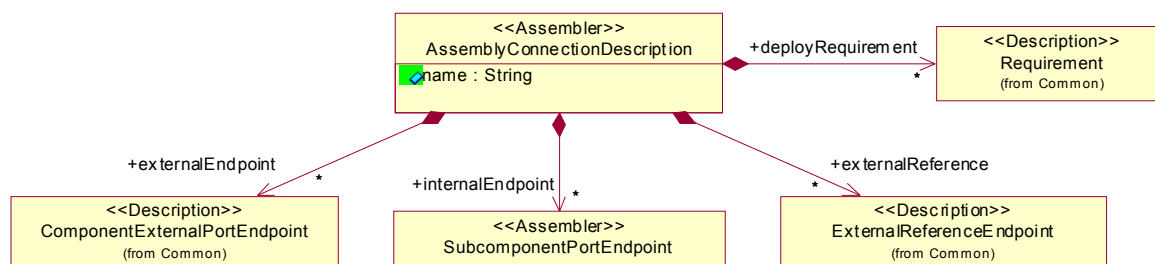 <<Assembler>>
AssemblyConnectionDescription
name : String
+deployRequirement
*
<<Description>>
Requirement
(from Common)
+externalEndpoint
*
+internalEndpoint
*
+externalReference
*
<<Description>>
ComponentExternalPortEndpoint
(from Common)
<<Assembler>>
SubcomponentPortEndpoint
<<Description>>
ExternalReferenceEndpoint
(from Common)